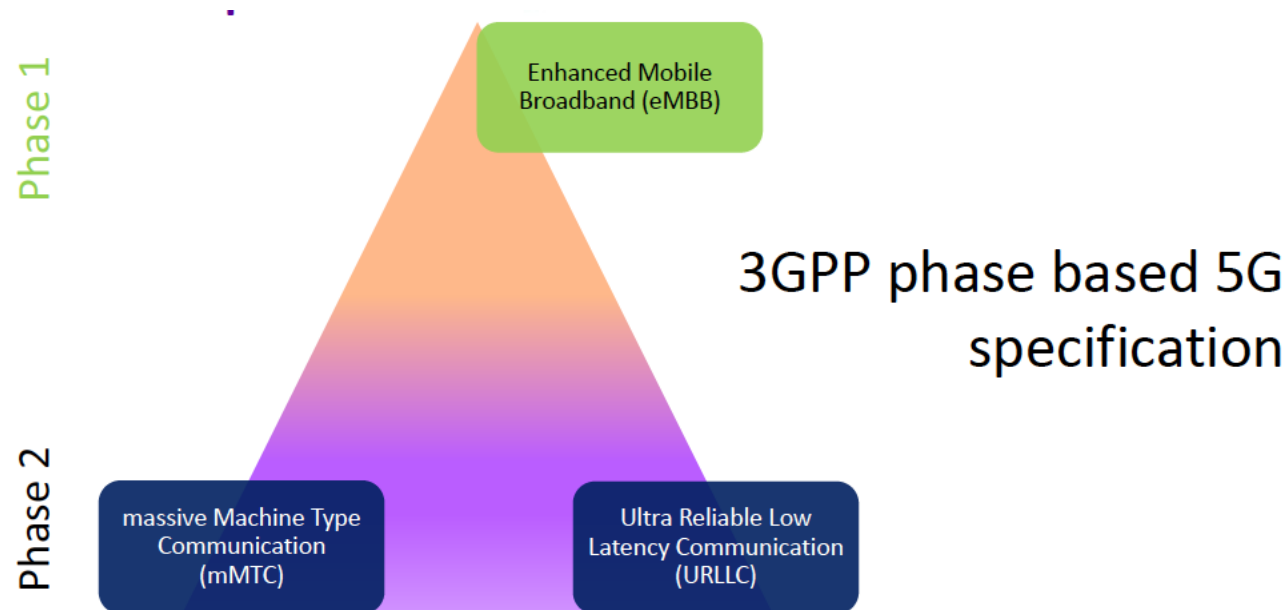 Phase 1
Enhanced Mobile
Broadband (eMBB)
3GPP phase based 5G
specification
Phase 2
massive Machine Type
Communication
(mMTC)
Ultra Reliable Low
Latency Communication
(URLLC)